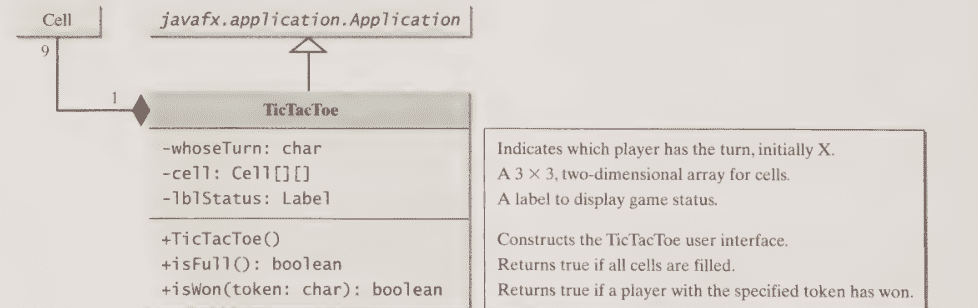 Cell
javafx.application.Application
9
1
TicTacToe
-whoseTurn: char
-cell: Cell[][]
-lblStatus: Label
+TicTacToe()
+isFull(): boolean
+isWon(token: char): boolean
Indicates which player has the turn, initially X.
A 3 × 3, two-dimensional array for cells.
A label to display game status.
Constructs the TicTacToe user interface.
Returns true if all cells are filled.
Returns true if a player with the specified token has won.